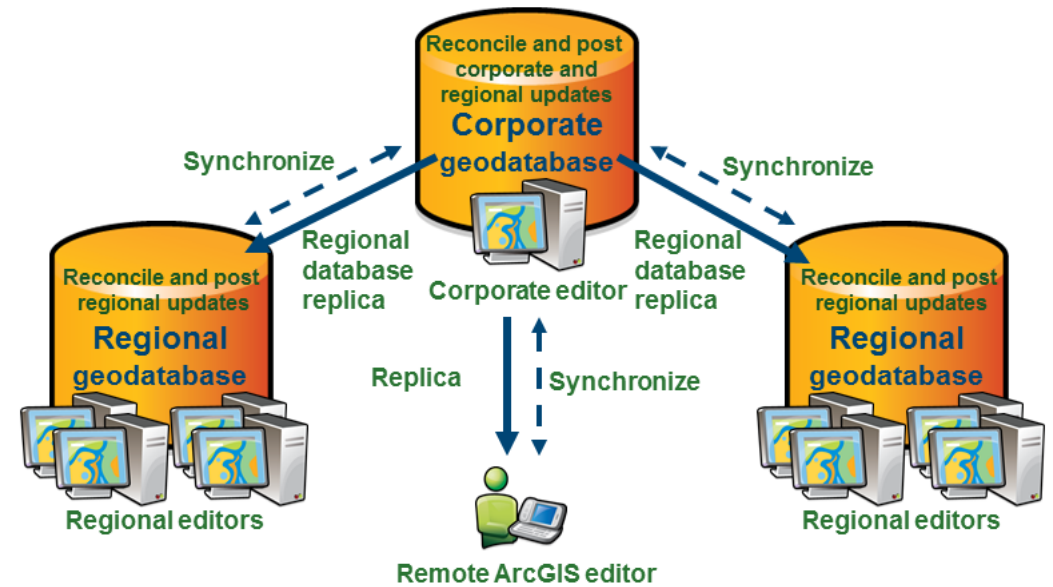 Reconcile and post
corporate and
regional updates
Corporate
geodatabase
Synchronize
Synchronize
Regional
database
replica
Regional
database
replica
Corporate editor
Reconcile and post
regional updates
Regional
geodatabase
Reconcile and post
regional updates
Regional
geodatabase
Replica
Synchronize
Regional editors
Regional editors
Remote ArcGIS editor